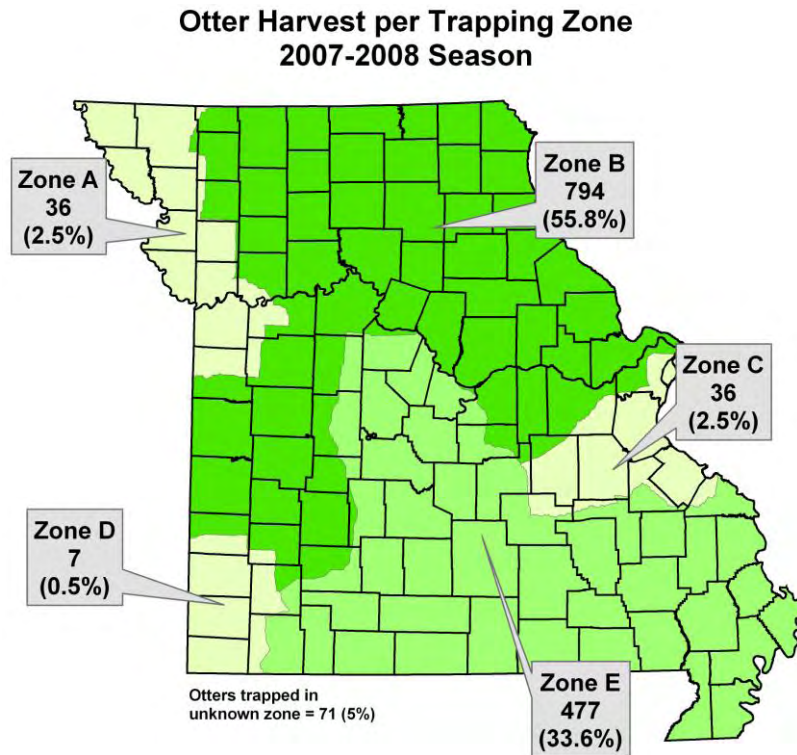 Otter Harvest per Trapping Zone
2007-2008 Season
Zone A
36
(2.5%)
Zone B
794
(55.8%)
Zone C
36
(2.5%)
Zone D
7
(0.5%)
Zone E
477
(33.6%)
Otters trapped in
unknown zone = 71 (5%)